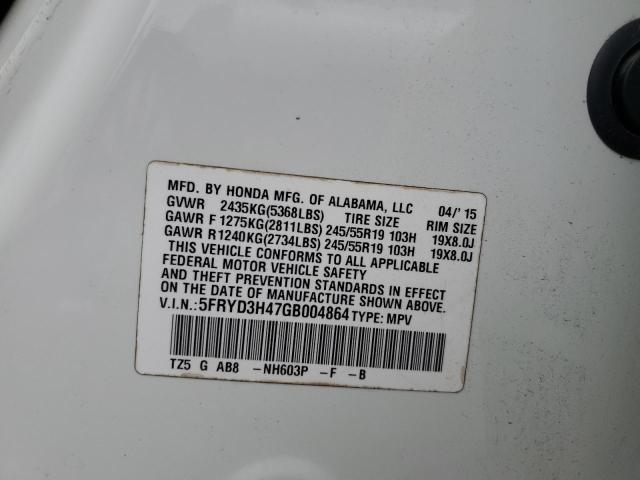 MFD. BY HONDA MFG. OF ALABAMA, LLC 04/'15
GVWR 2435KG(5368LBS) TIRE SIZE RIM SIZE
GAWR F 1275KG(2811LBS) 245/55R19 103H 19X8.0J
GAWR R1240KG(2734LBS) 245/55R19 103H 19X8.0J
THIS VEHICLE CONFORMS TO ALL APPLICABLE
FEDERAL MOTOR VEHICLE SAFETY
AND THEFT PREVENTION STANDARDS IN EFFECT
ON THE DATE OF MANUFACTURE SHOWN ABOVE.
V.I.N.:5FRYD3H47GB004864 TYPE: MPV
TZ5 G AB8 -NH603P -F -B